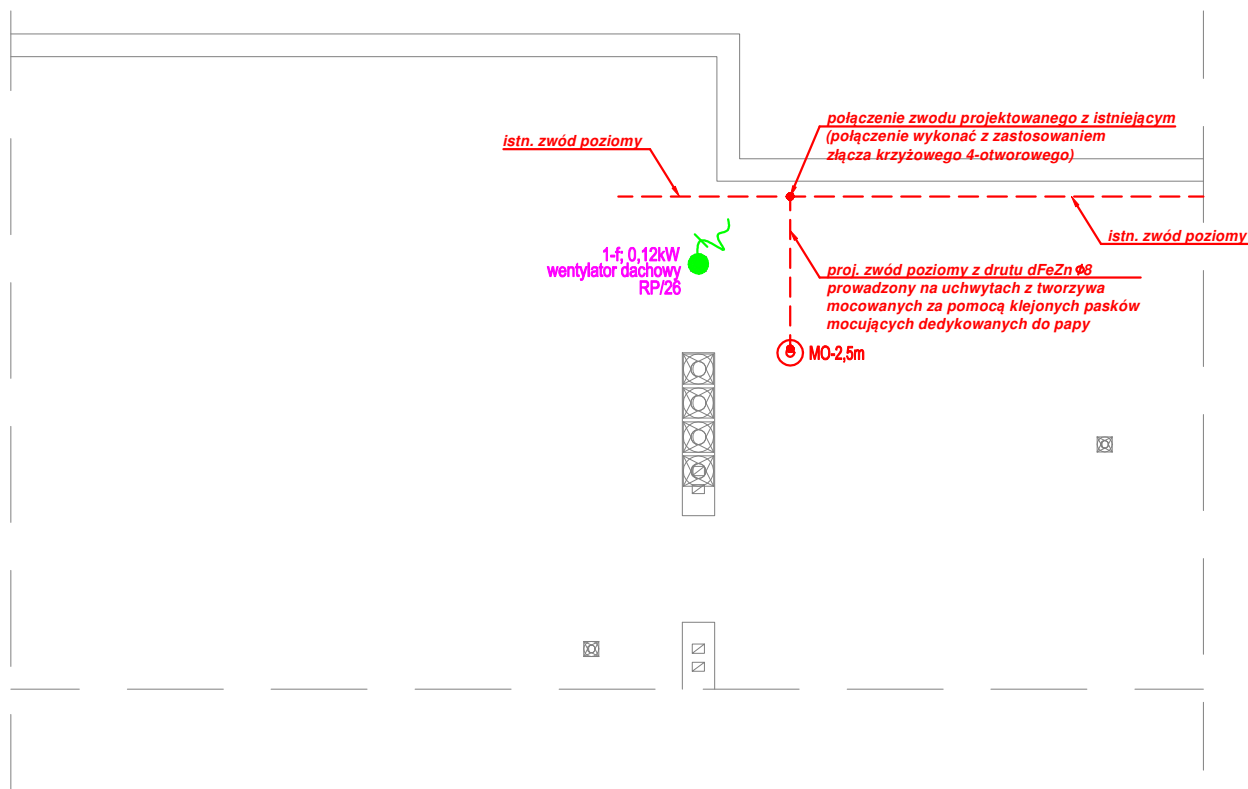 połączenie zwodu projektowanego z istniejącym
(połączenie wykonać z zastosowaniem
złącza krzyżowego 4-otworowego)
istn. zwód poziomy
istn. zwód poziomy
1-f; 0,12kW
wentylator dachowy
RP/26
proj. zwód poziomy z drutu dFeZn Φ8
prowadzony na uchwytach z tworzywa
mocowanych za pomocą klejonych pasków
mocujących dedykowanych do papy
MO-2,5m